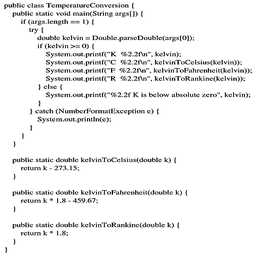 public class TemperatureConversion {
public static void main(String args[]) {
if (args.length == 1) {
try {
double kelvin = Double.parseDouble(args[0]);
if (kelvin >= 0) {
System.out.printf("K %2.2f\n", kelvin);
System.out.printf("C %2.2f\n", kelvinToCelsius(kelvin));
System.out.printf("F %2.2f\n", kelvinToFahrenheit(kelvin));
System.out.printf("R %2.2f\n", kelvinToRankine(kelvin));
} else {
System.out.printf("%2.2f K is below absolute zero", kelvin);
}
} catch (NumberFormatException e) {
System.out.println(e);
}
}
}
public static double kelvinToCelsius(double k) {
return k - 273.15;
}
public static double kelvinToFahrenheit(double k) {
return k * 1.8 - 459.67;
}
public static double kelvinToRankine(double k) {
return k * 1.8;
}
}